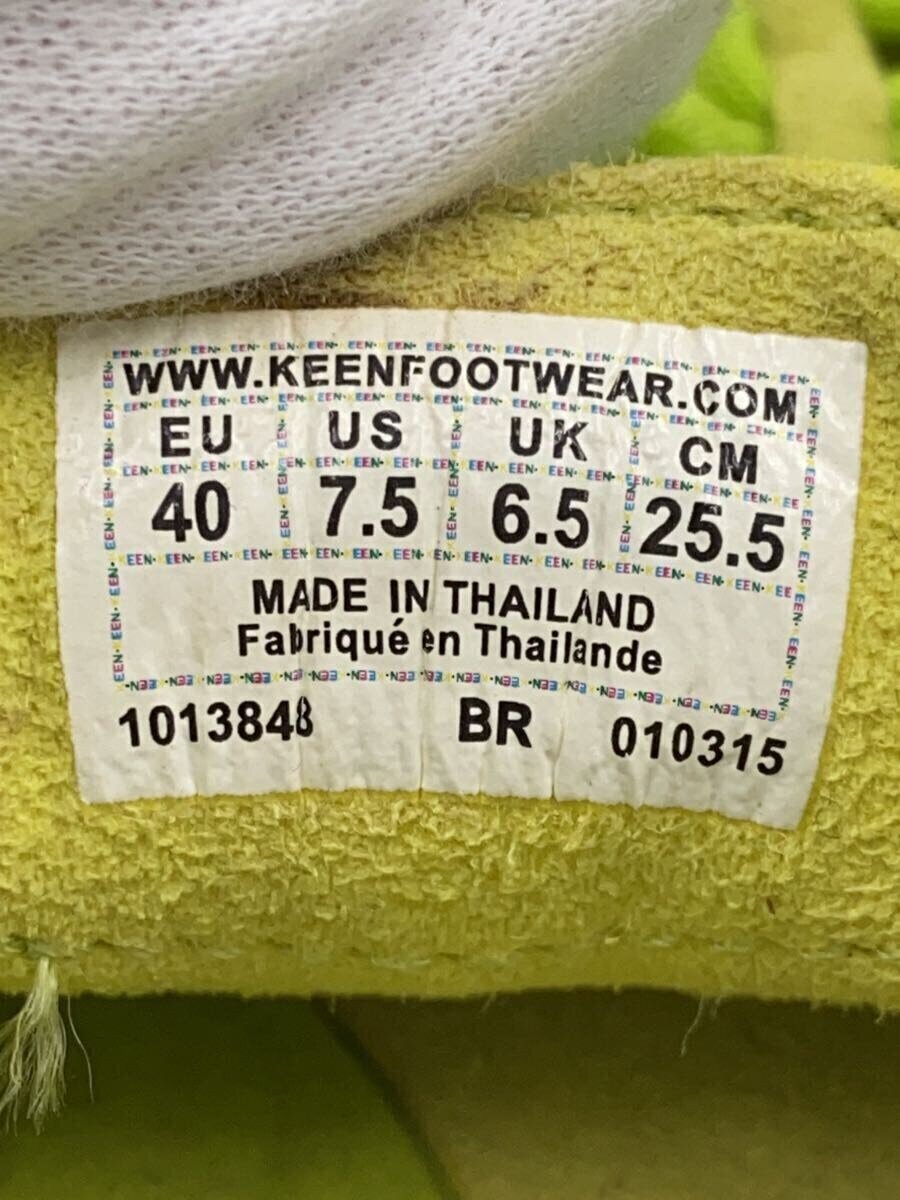 WWW.KEENFOOTWEAR.COM
EU US UK CM
40 7.5 6.5 25.5
MADE IN THAILAND
Fabriqué en Thailande
1013848 BR 010315